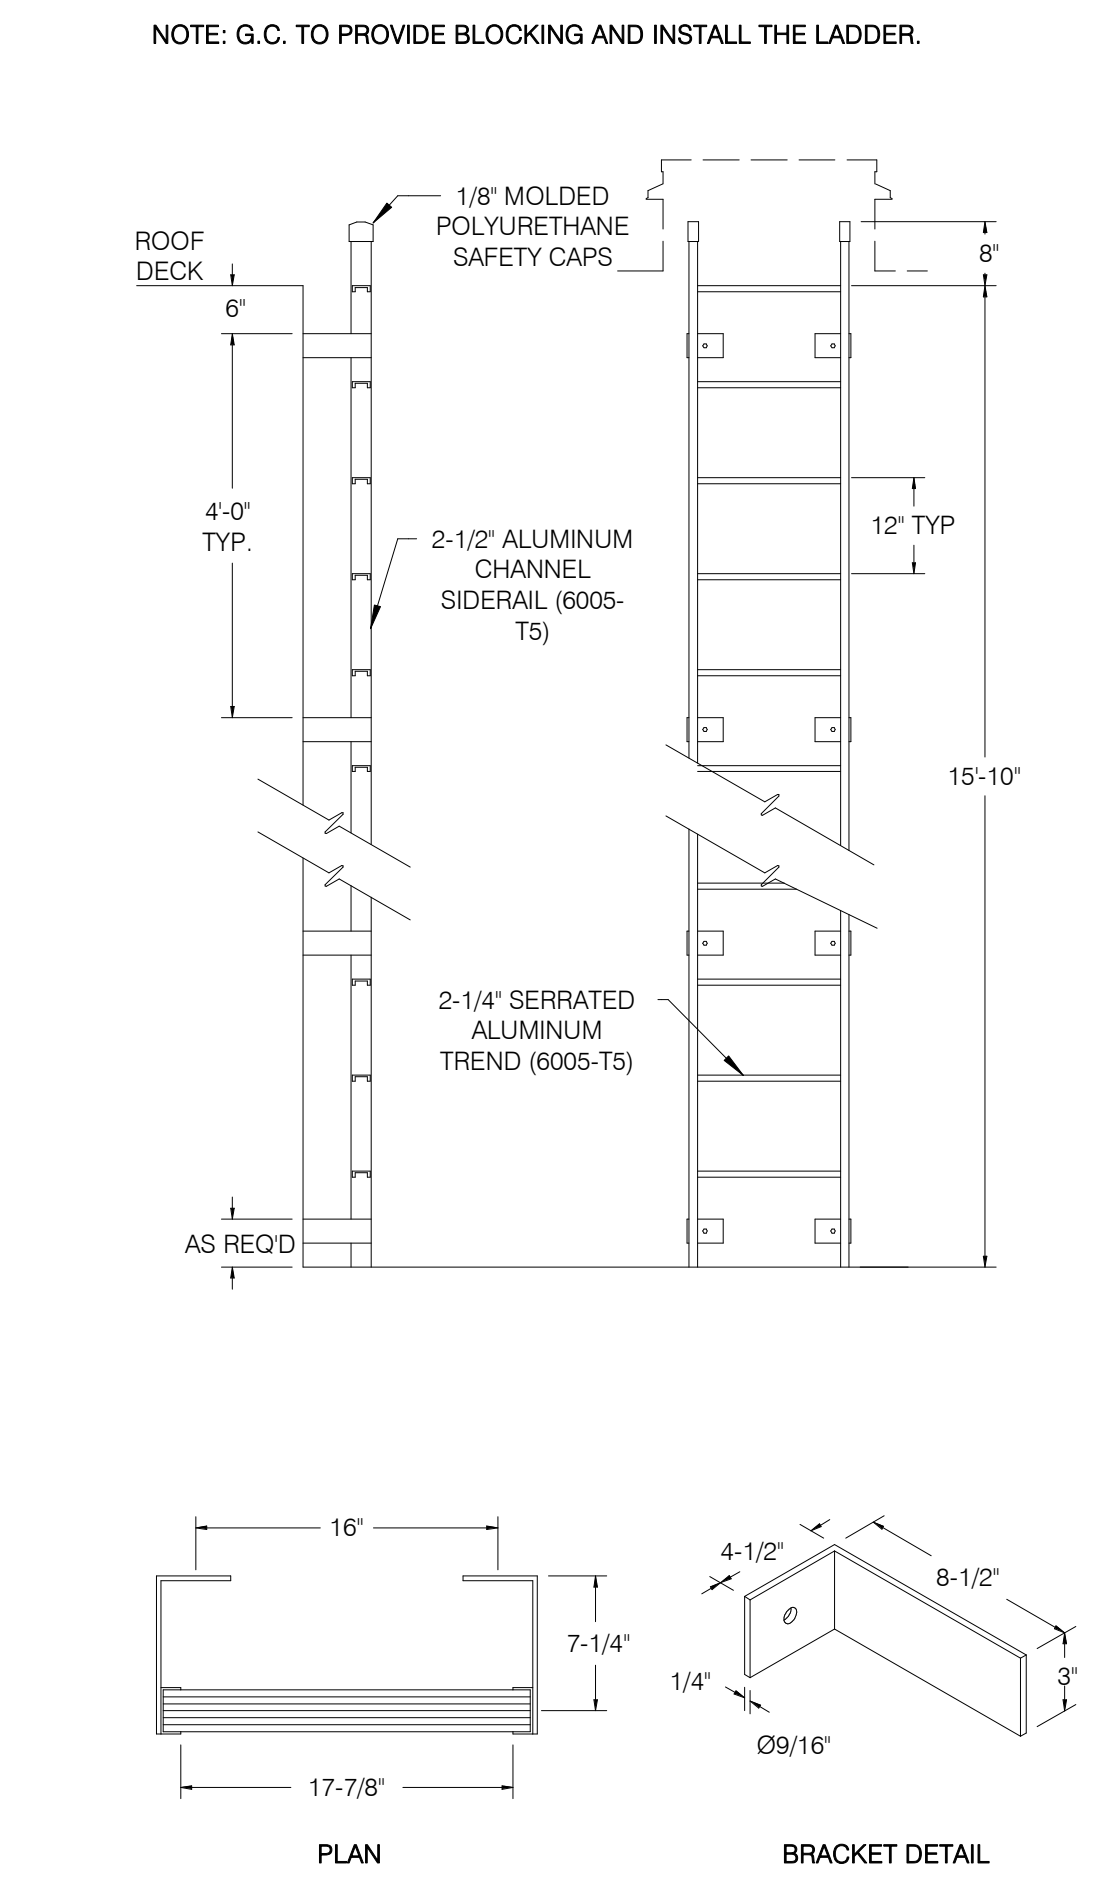 NOTE: G.C. TO PROVIDE BLOCKING AND INSTALL THE LADDER.
1/8" MOLDED
POLYURETHANE
SAFETY CAPS
ROOF
DECK
6"
8"
4'-0"
TYP.
12" TYP
2-1/2" ALUMINUM
CHANNEL
SIDERAIL (6005-
T5)
15'-10"
2-1/4" SERRATED
ALUMINUM
TREND (6005-T5)
AS REQ'D
16"
7-1/4"
17-7/8"
PLAN
4-1/2"
8-1/2"
1/4"
3"
Ø9/16"
BRACKET DETAIL